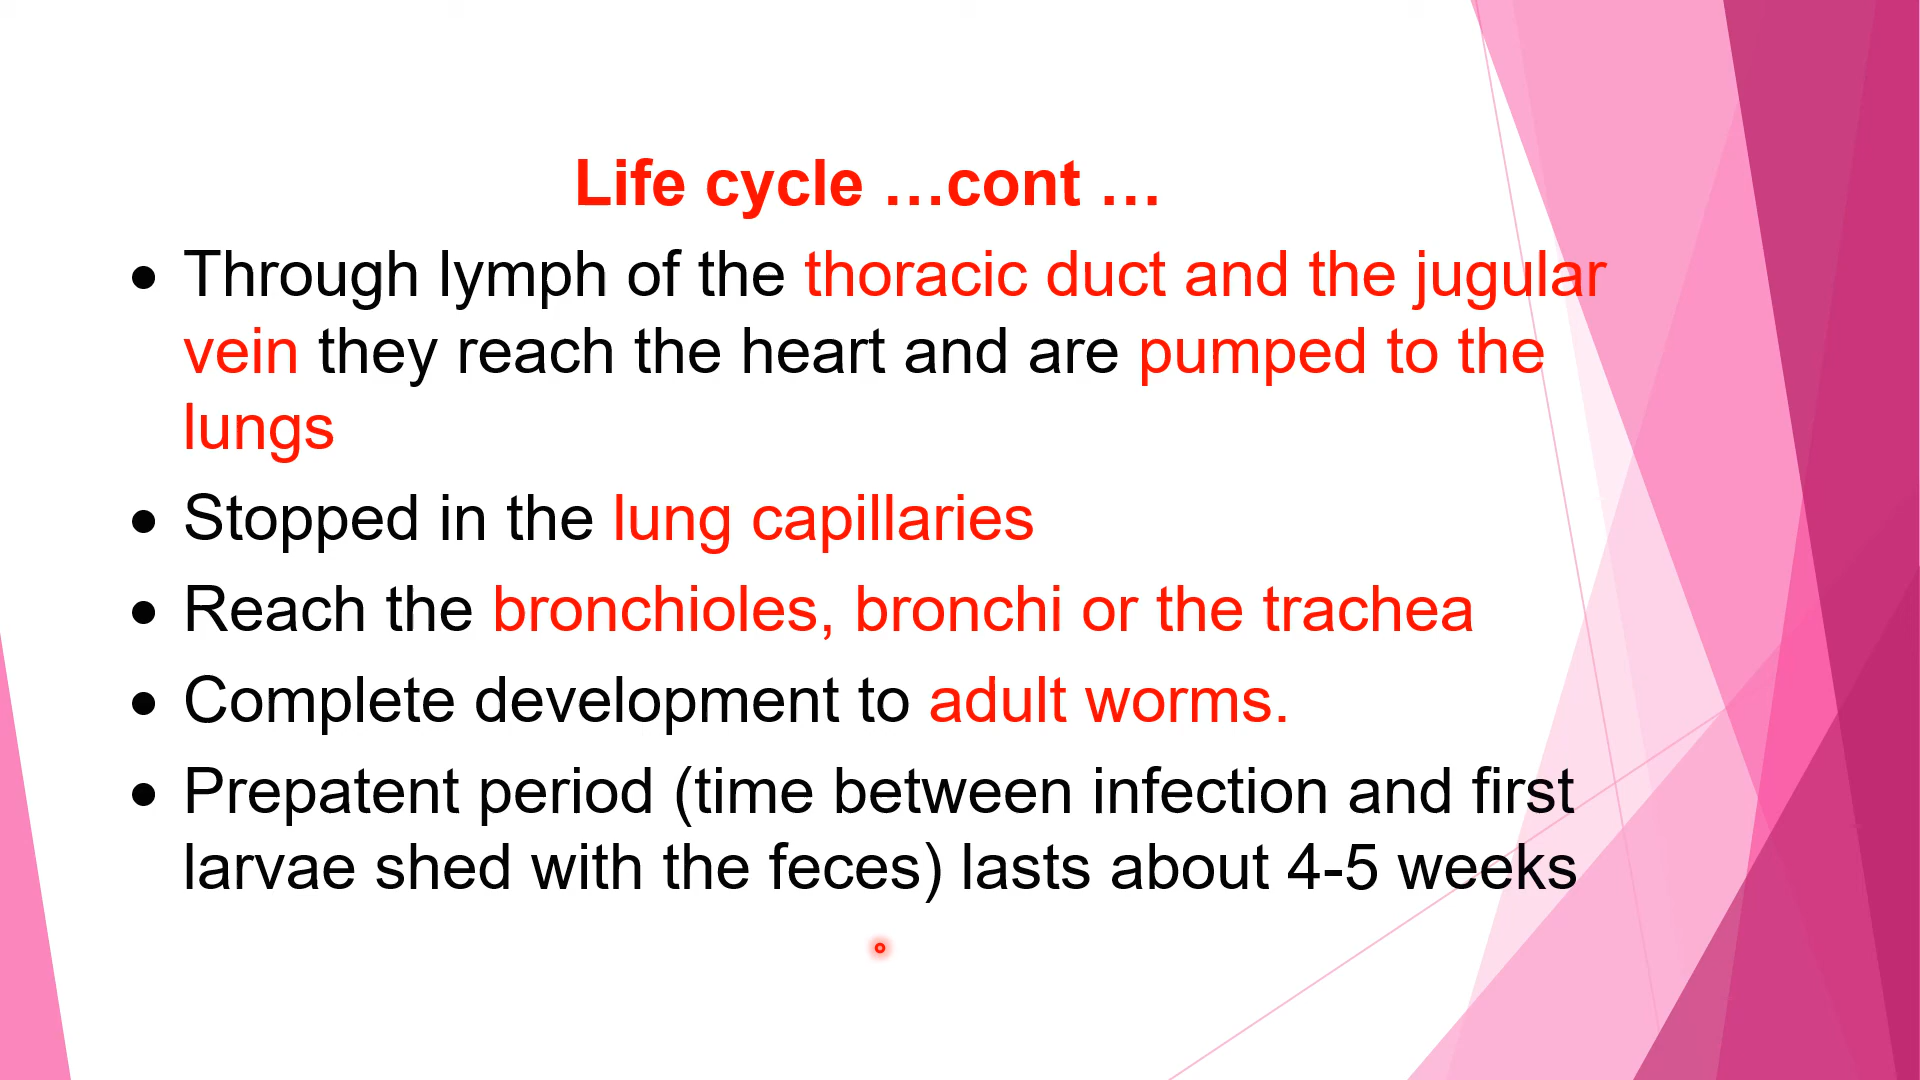 Life cycle …cont …
• Through lymph of the thoracic duct and the jugular
vein they reach the heart and are pumped to the
lungs
• Stopped in the lung capillaries
• Reach the bronchioles, bronchi or the trachea
• Complete development to adult worms.
• Prepatent period (time between infection and first
larvae shed with the feces) lasts about 4-5 weeks